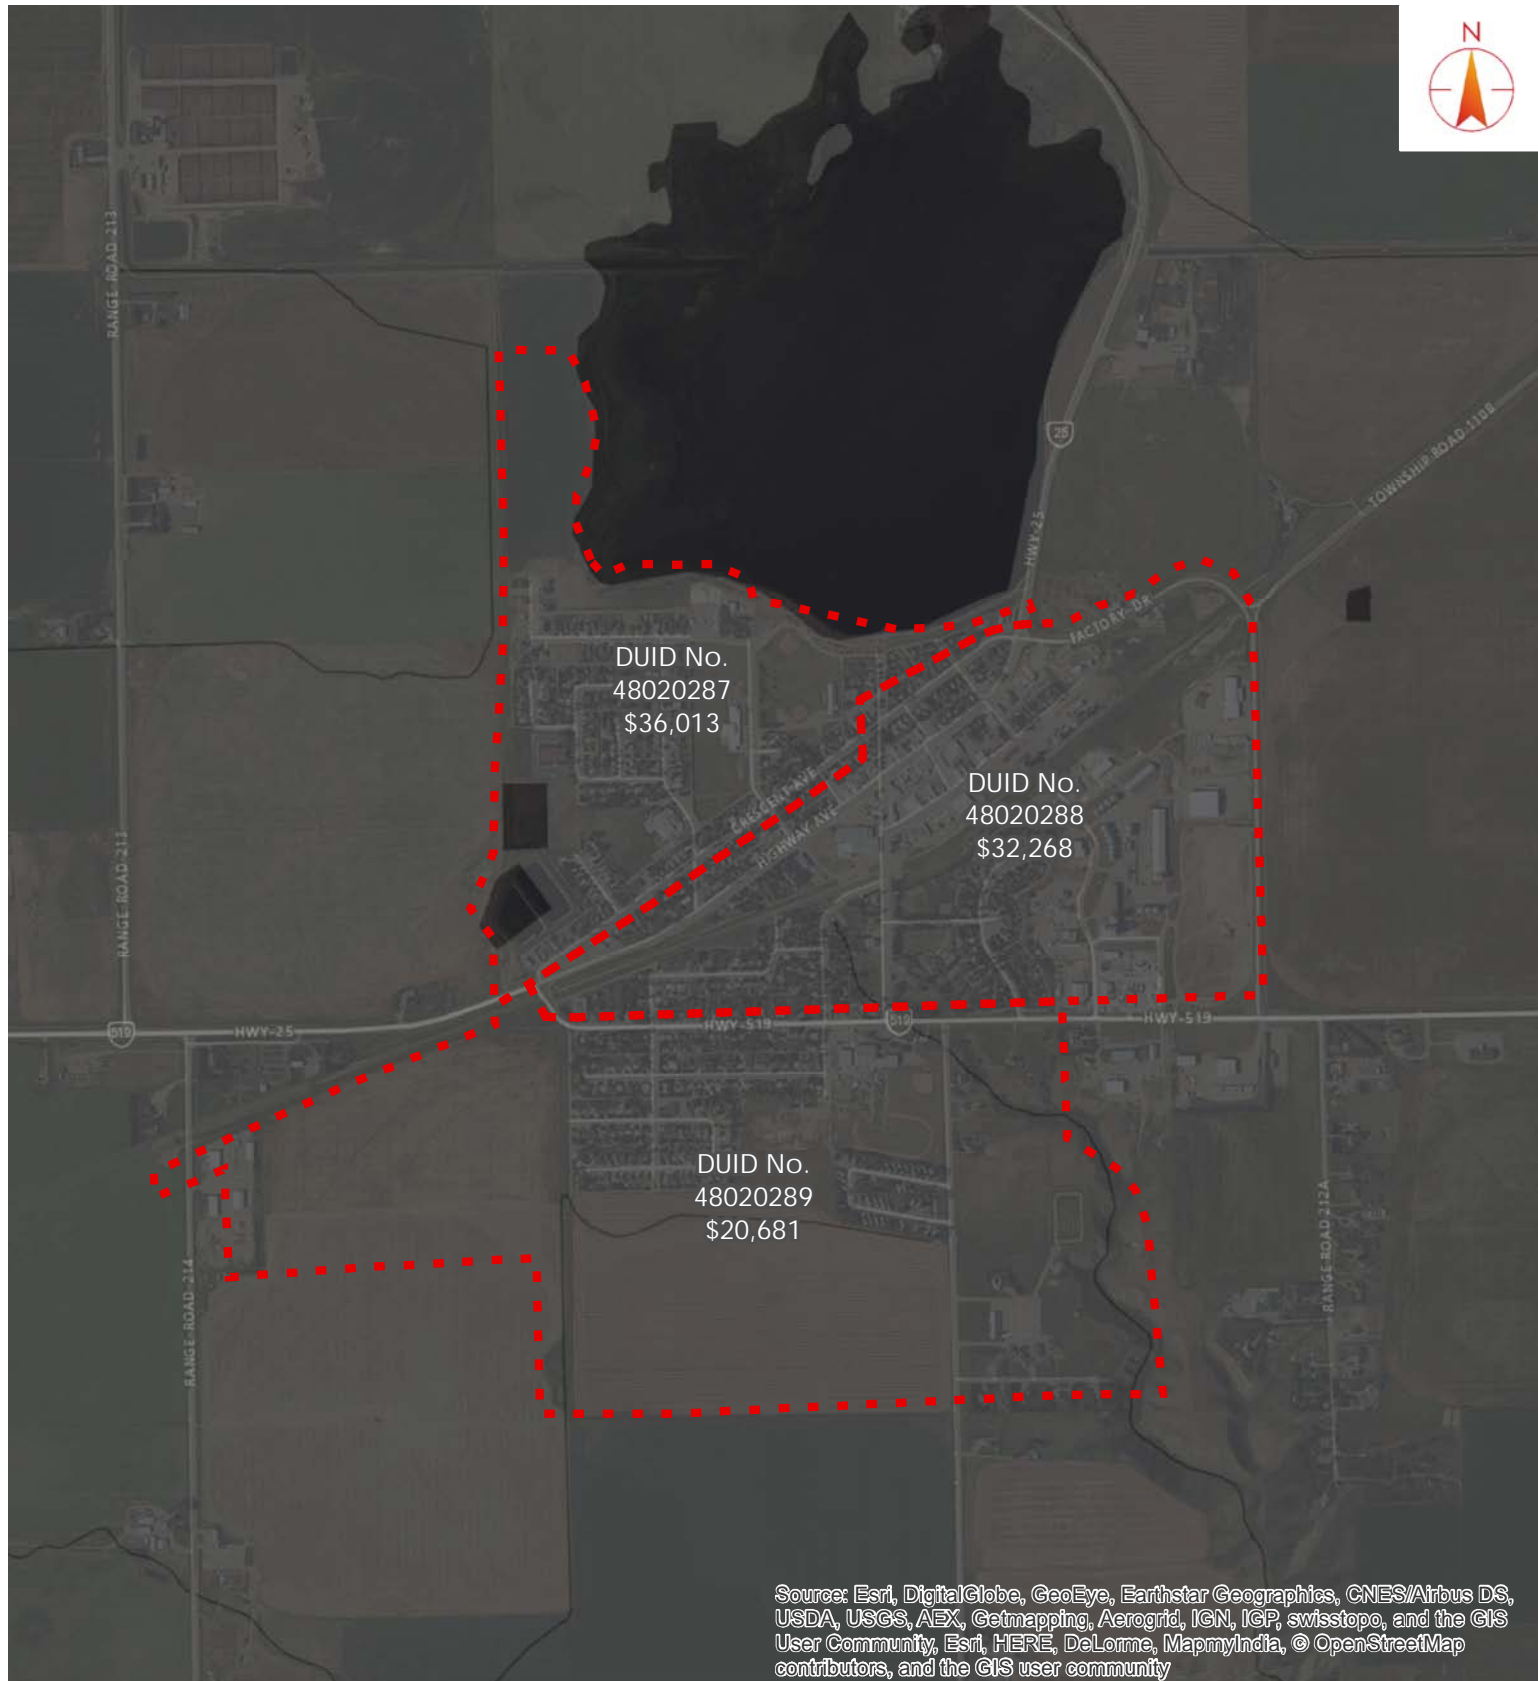 N
RANGE ROAD 213
25
TOWNSHIP ROAD 110B
HWY-25
FACTORY DR
DUID No.
48020287
$36,013
CRESCENT AVE
HIGHWAY AVE
DUID No.
48020288
$32,268
RANGE ROAD 213
519
HWY-25
HWY-519
519
HWY-519
DUID No.
48020289
$20,681
RANGE ROAD 214
RANGE ROAD 212A
Source: Esri, DigitalGlobe, GeoEye, Earthstar Geographics, CNES/Airbus DS,
USDA, USGS, AEX, Getmapping, Aerogrid, IGN, IGP, swisstopo, and the GIS
User Community, Esri, HERE, DeLorme, MapmyIndia, © OpenStreetMap
contributors, and the GIS user community